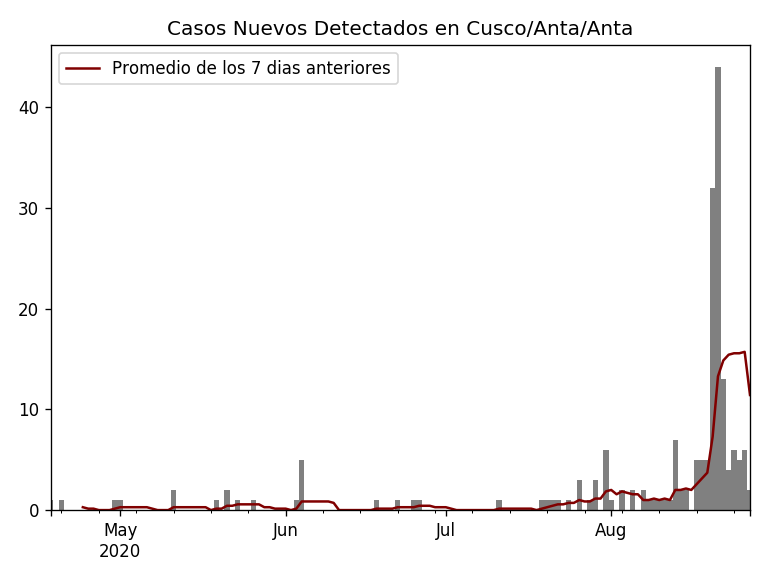 Casos Nuevos Detectados en Cusco/Anta/Anta
Promedio de los 7 dias anteriores
40
30
20
10
0
May
2020
Jun
Jul
Aug